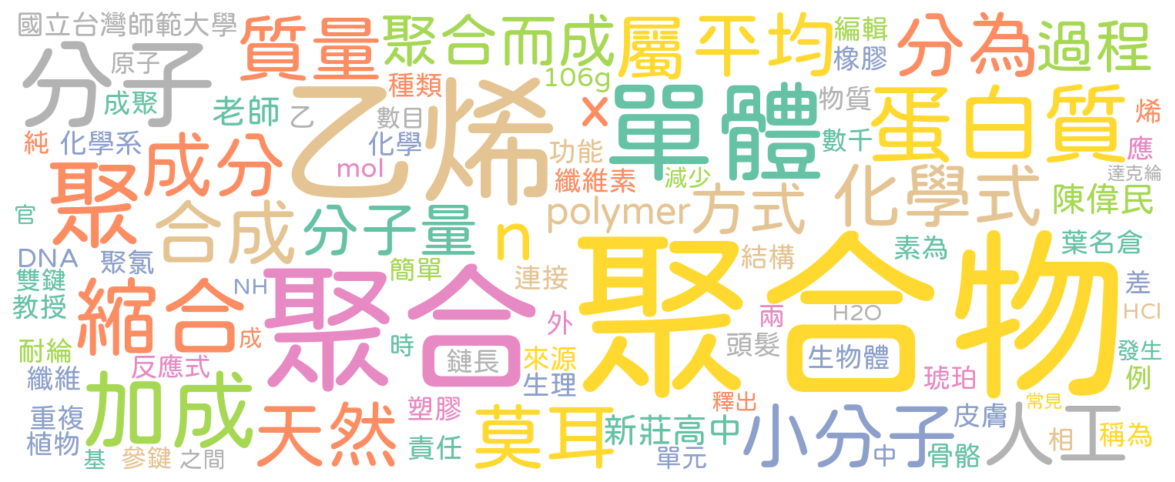 國立台灣師範大學
質量
聚合而成
屬
平均
編輯
分為
過程
分子
原子
106g
橡膠
種類
成聚
老師
乙
數目
乙烯
x
單體
物質
蛋白質
烯
純
化學系
化學
數千
應
成分
mol
功能
減少
達克綸
聚
纖維素
化學式
陳偉民
官
合成
分子量
n
polymer
方式
葉名倉
DNA
聚氯
簡單
連接
結構
素為
雙鍵
教授
NH
聚合
聚合物
差
縮合
成
外
兩
H2O
HCl
耐綸
反應式
時
鏈長
來源
頭髮
生物體
發生
纖維
生理
琥珀
例
加成
塑膠
釋出
常見
重複
天然
莫耳
新莊高中
小分子
皮膚
人工
稱為
植物
責任
相
基
參鍵
之間
單元
中
骨骼